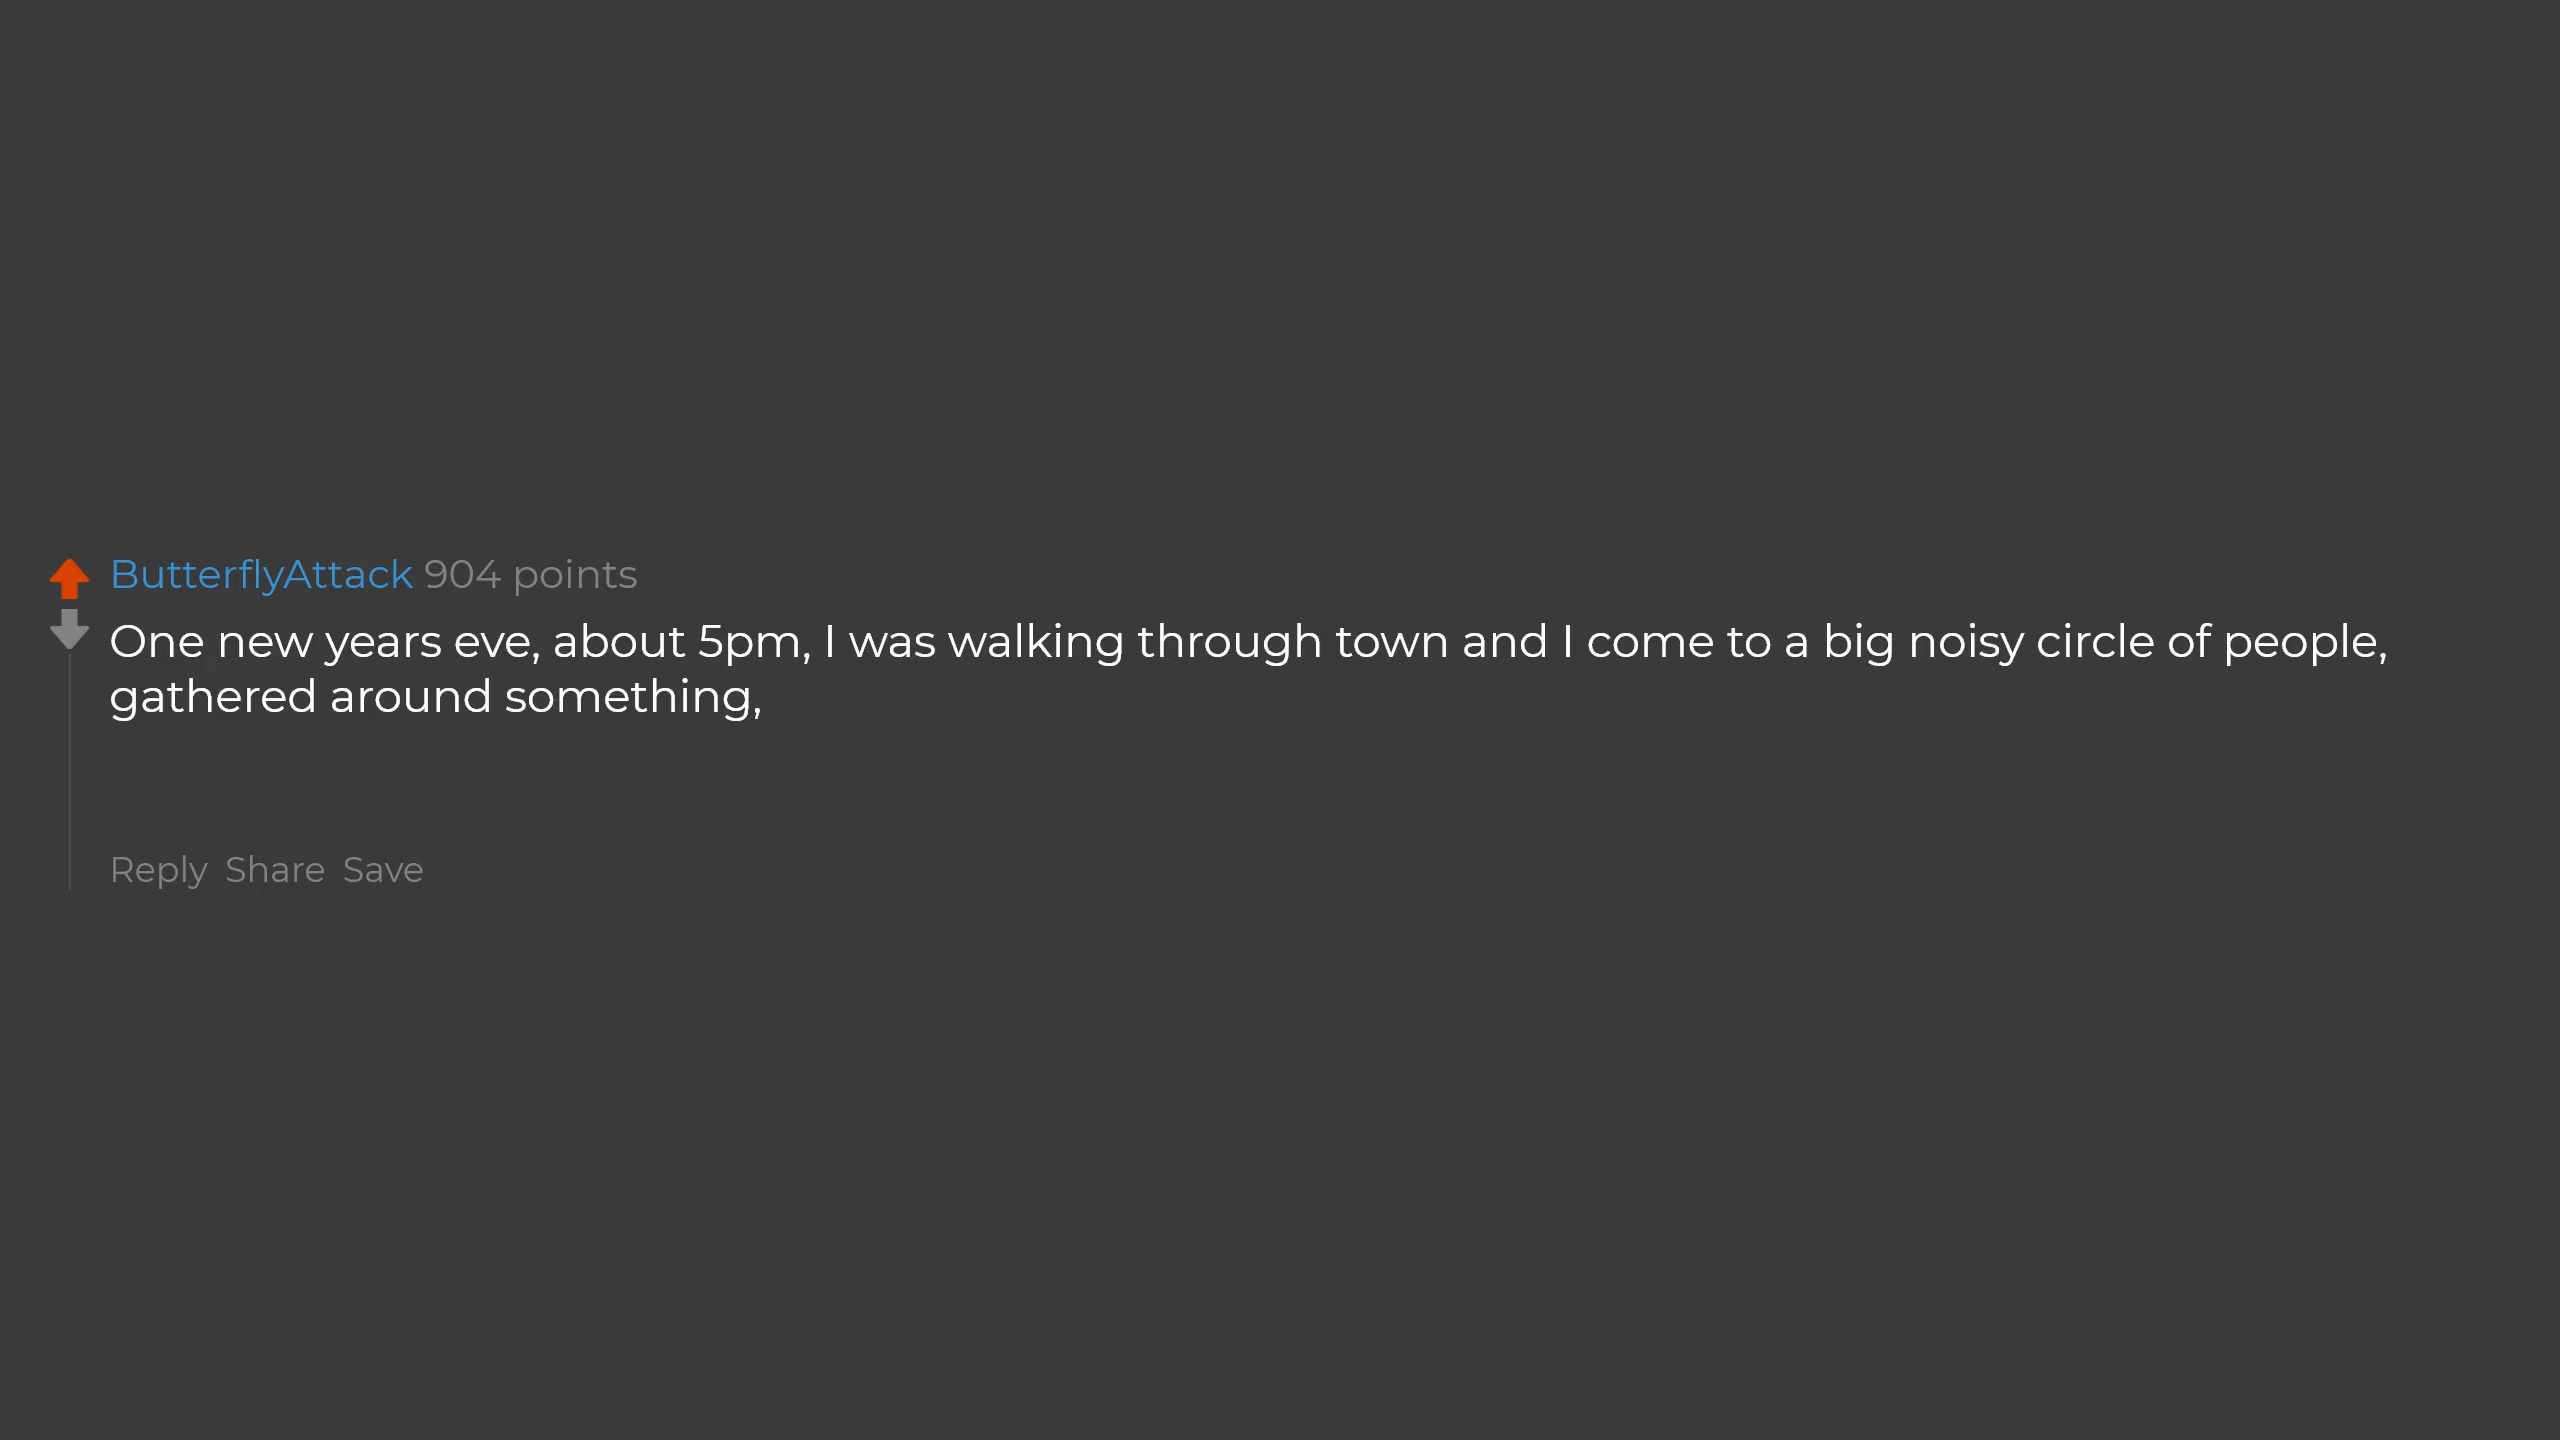 ButterflyAttack 904 points
One new years eve, about 5pm, I was walking through town and I come to a big noisy circle of people,
gathered around something,
Reply Share Save